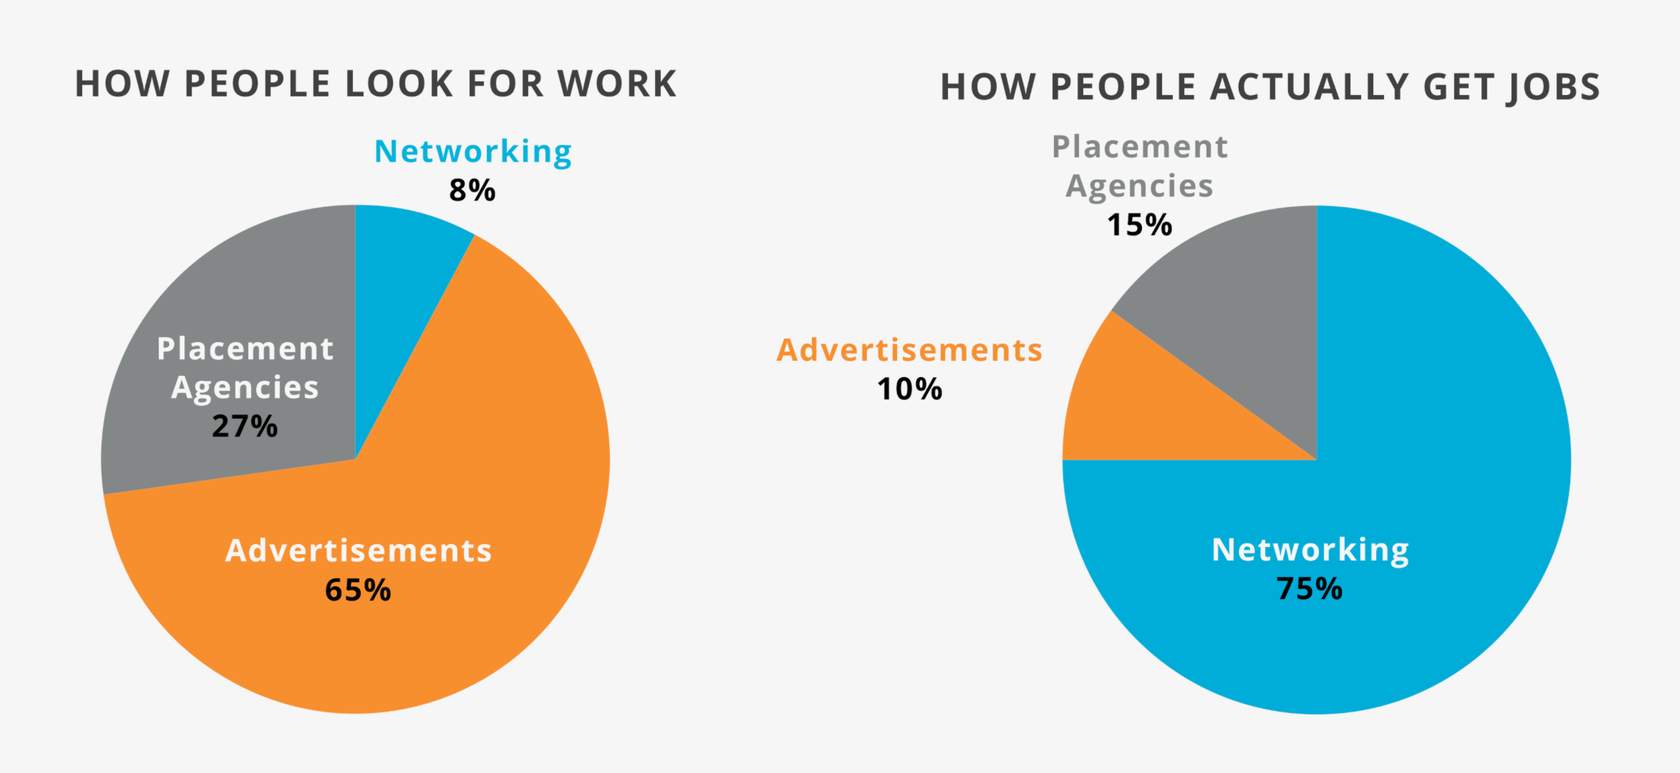 HOW PEOPLE LOOK FOR WORK
Networking
8%
Placement
Agencies
27%
Advertisements
65%
HOW PEOPLE ACTUALLY GET JOBS
Placement
Agencies
15%
Advertisements
10%
Networking
75%